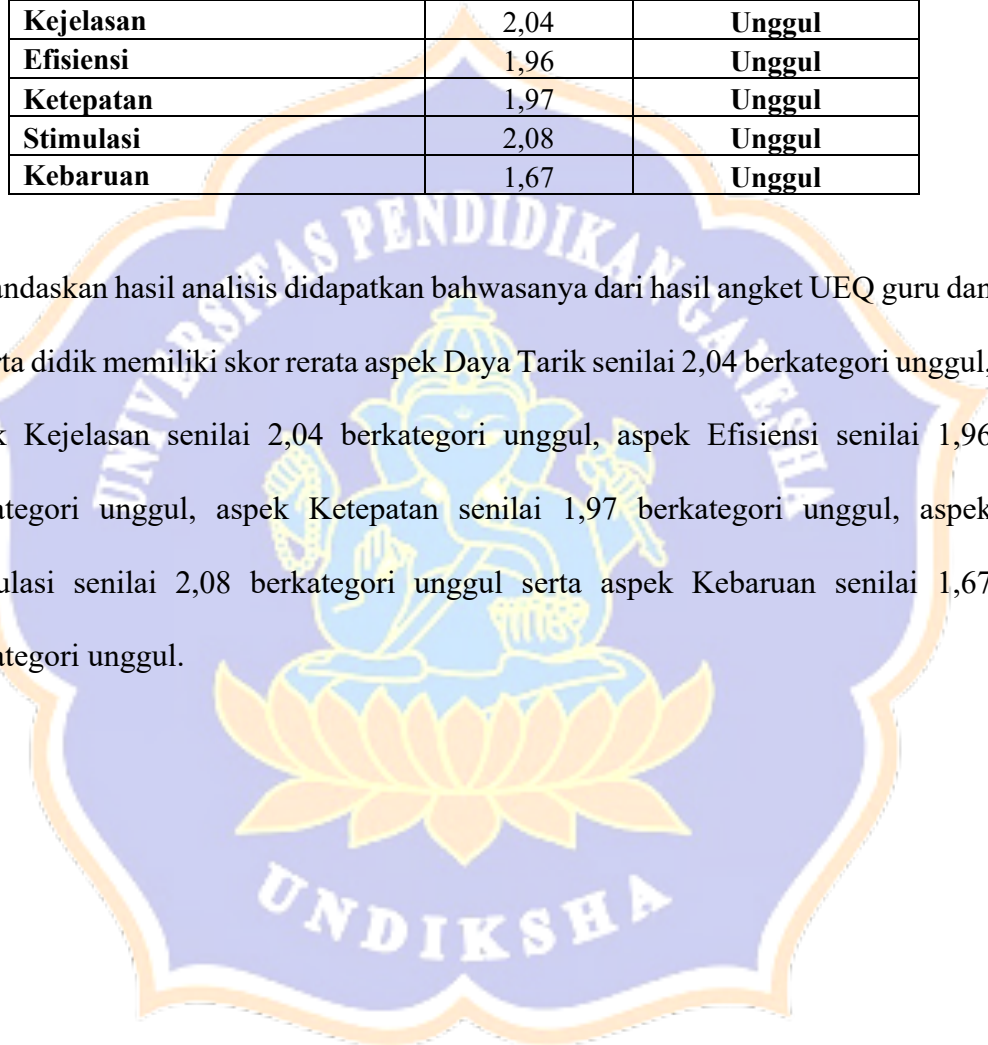 Kejelasan 2,04 Unggul
Efisiensi 1,96 Unggul
Ketepatan 1,97 Unggul
Stimulasi 2,08 Unggul
Kebaruan 1,67 Unggul
UNIVERSITAS PENDIDIKAN GANESHA
andaskan hasil analisis didapatkan bahwasanya dari hasil angket UEQ guru dan
rta didik memiliki skor rerata aspek Daya Tarik senilai 2,04 berkategori unggul,
k Kejelasan senilai 2,04 berkategori unggul, aspek Efisiensi senilai 1,96
ategori unggul, aspek Ketepatan senilai 1,97 berkategori unggul, aspek
ulasi senilai 2,08 berkategori unggul serta aspek Kebaruan senilai 1,67
ategori unggul.
UNDIKSHA